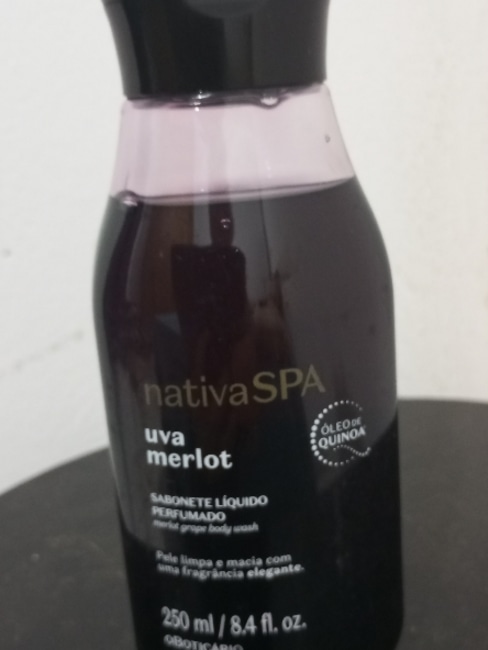 nativaSPA
uva
merlot
ÓLEO DE
QUINOA
SABONETE LÍQUIDO
PERFUMADO
merlot grape body wash
Pele limpa e macia com
uma fragrância elegante.
250 ml / 8.4 fl. oz.
OBOTICÁRIO